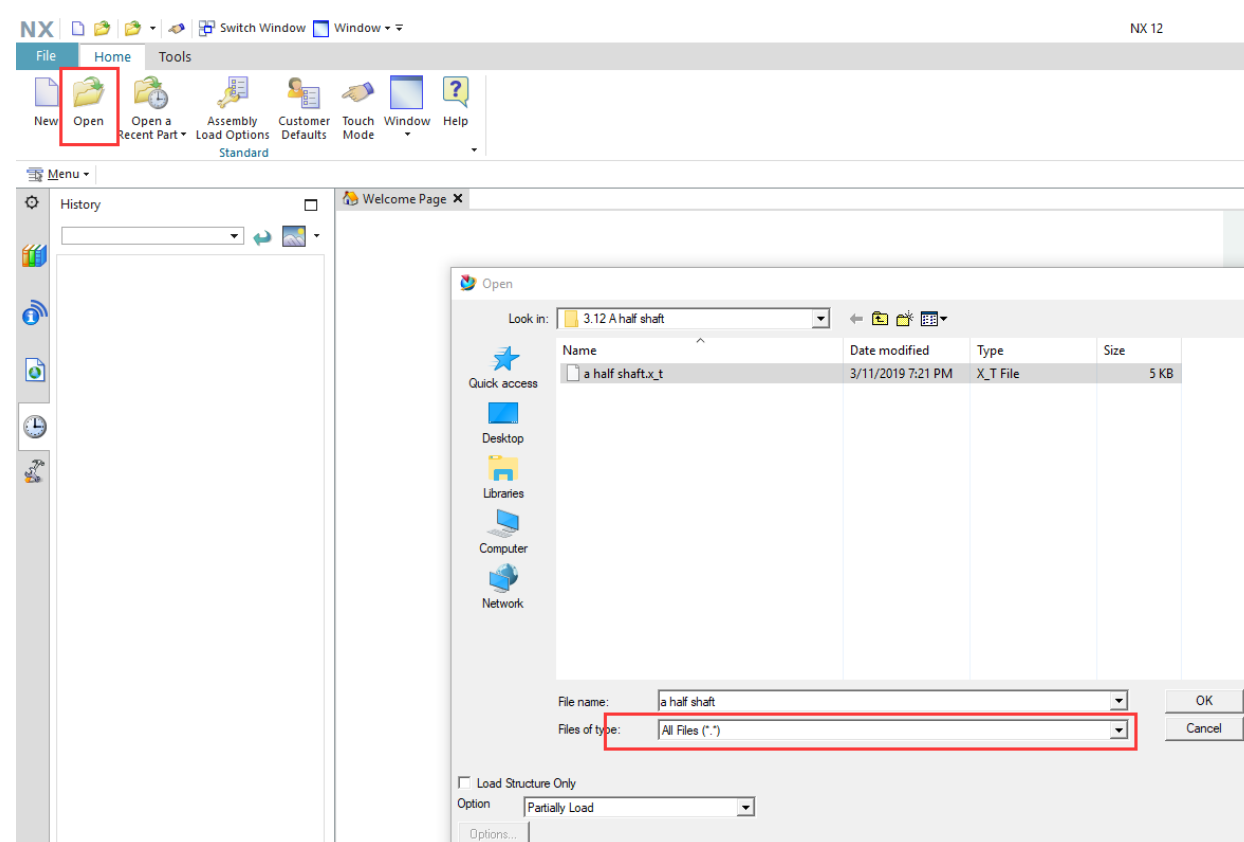 NX Switch Window Window NX 12
File Home Tools
New Open Open a Recent Part Assembly Load Options Customer Defaults Touch Mode Window Help
Standard
Menu
History
Welcome Page
Open
Look in: 3.12 A half shaft
Name Date modified Type Size
a half shaft.x_t 3/11/2019 7:21 PM X_T File 5 KB
Quick access
Desktop
Libraries
Computer
Network
File name: a half shaft OK
Files of type: All Files (*.*) Cancel
Load Structure Only
Option Partially Load
Options...